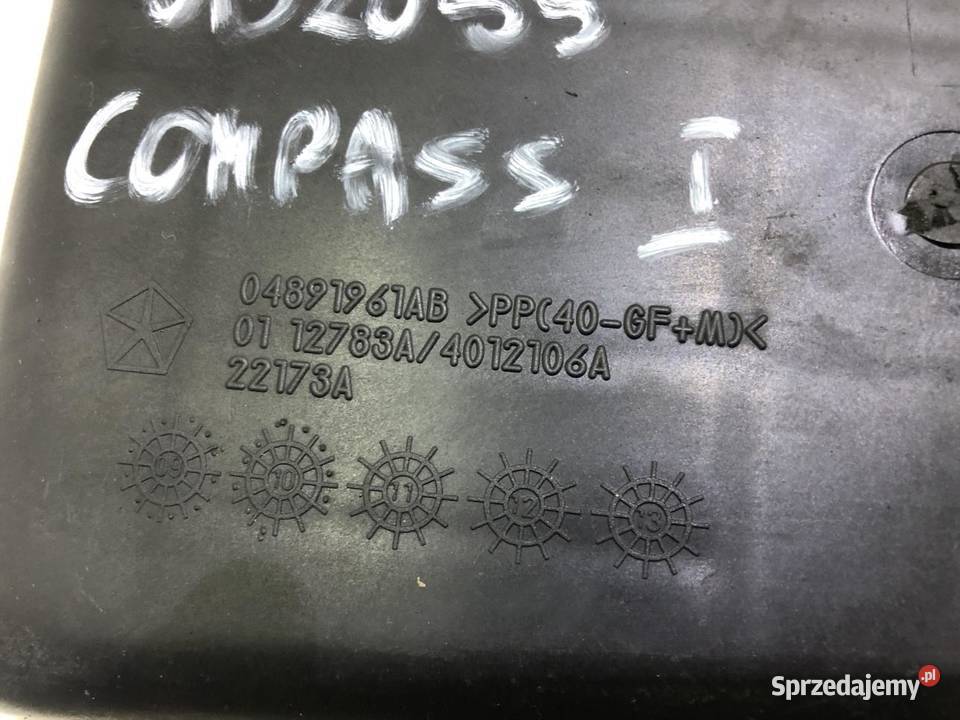 COMPASS I
04891961AB >PP(40-GF+M)<
01 12783A/4012106A
22173A
09 10 11 12 13
Sprzedajemy.pl